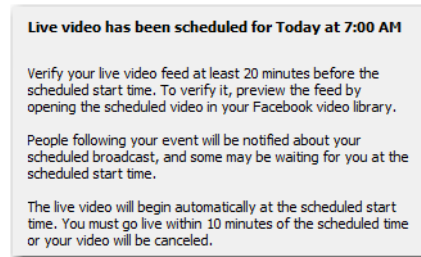 Live video has been scheduled for Today at 7:00 AM
Verify your live video feed at least 20 minutes before the
scheduled start time. To verify it, preview the feed by
opening the scheduled video in your Facebook video library.
People following your event will be notified about your
scheduled broadcast, and some may be waiting for you at the
scheduled start time.
The live video will begin automatically at the scheduled start
time. You must go live within 10 minutes of the scheduled time
or your video will be canceled.